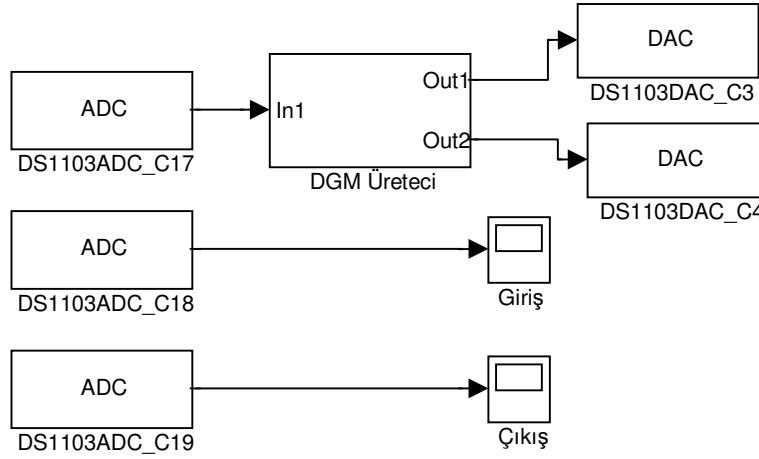 DAC
DS1103DAC_C3
ADC
DS1103ADC_C17
In1
Out1
Out2
DGM Üreteci
DAC
DS1103DAC_C4
ADC
DS1103ADC_C18
Giriş
ADC
DS1103ADC_C19
Çıkış